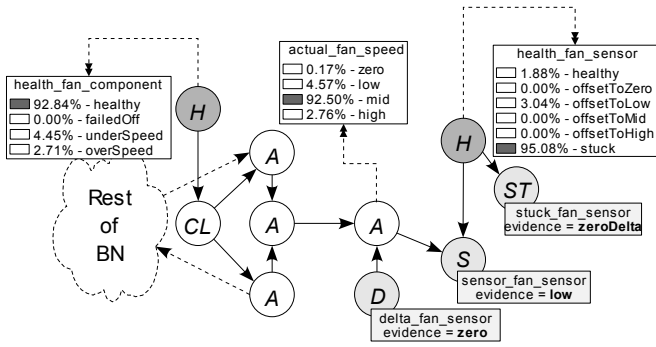 actual_fan_speed
0.17% - zero
4.57% - low
92.50% - mid
2.76% - high
health_fan_sensor
1.88% - healthy
0.00% - offsetToZero
3.04% - offsetToLow
0.00% - offsetToMid
0.00% - offsetToHigh
95.08% - stuck
health_fan_component
92.84% - healthy
0.00% - failedOff
4.45% - underSpeed
2.71% - overSpeed
H
H
A
Rest
of
BN
CL
A
A
A
ST
stuck_fan_sensor
evidence = zeroDelta
S
sensor_fan_sensor
evidence = low
D
delta_fan_sensor
evidence = zero